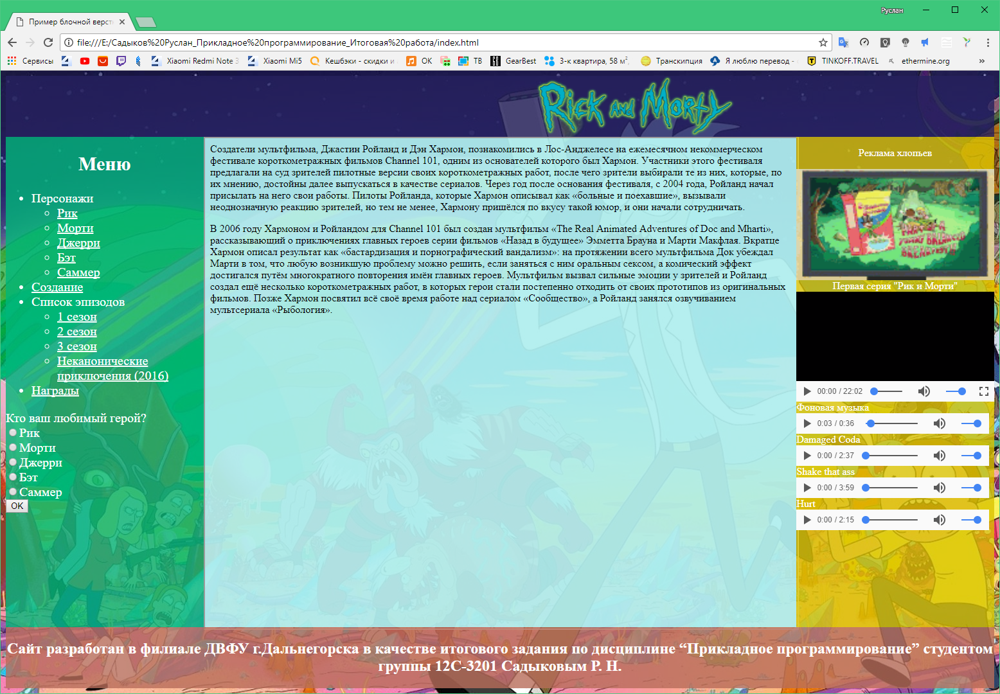 Руслан
Пример блочной верст
file:///E:/Садыков%20Руслан_Прикладное%20программирование_Итоговая%20работа/index.html
Сервисы
Xiaomi Redmi Note 3
Xiaomi Mi5
Кешбэки - скидки и
OK
ТВ
GearBest
3-к квартира, 58 м²,
Транскипция
Я люблю перевод -
TINKOFF.TRAVEL
ethermine.org
»
Rick and Morty
Меню
Персонажи
Рик
Морти
Джерри
Бэт
Саммер
Создание
Список эпизодов
1 сезон
2 сезон
3 сезон
Неканонические
приключения (2016)
Награды
Кто ваш любимый герой?
Рик
Морти
Джерри
Бэт
Саммер
OK
Создатели мультфильма, Джастин Ройланд и Дэн Хармон, познакомились в Лос-Анджелесе на ежемесячном некоммерческом
фестивале короткометражных фильмов Channel 101, одним из основателей которого был Хармон. Участники этого фестиваля
предлагали на суд зрителей пилотные версии своих короткометражных работ, после чего зрители выбирали те из них, которые, по
их мнению, достойны далее выпускаться в качестве сериалов. Через год после основания фестиваля, с 2004 года, Ройланд начал
присылать на него свои работы. Пилоты Ройланда, которые Хармон описывал как «больные и поехавшие», вызывали
неоднозначную реакцию зрителей, но тем не менее, Хармону пришёлся по вкусу такой юмор, и они начали сотрудничать.
В 2006 году Хармоном и Ройландом для Channel 101 был создан мультфильм «The Real Animated Adventures of Doc and Mharti»,
рассказывающий о приключениях главных героев серии фильмов «Назад в будущее» Эмметта Брауна и Марти Макфлая. Вкратце
Хармон описал результат как «бастардизация и порнографический вандализм»: на протяжении всего мультфильма Док убеждал
Марти в том, что любую возникшую проблему можно решить, если заняться с ним оральным сексом, а комический эффект
достигался путём многократного повторения имён главных героев. Мультфильм вызвал сильные эмоции у зрителей и Ройланд
создал ещё несколько короткометражных работ, в которых герои стали постепенно отходить от своих прототипов из оригинальных
фильмов. Позже Хармон посвятил всё своё время работе над сериалом «Сообщество», а Ройланд занялся озвучиванием
мультсериала «Рыбология».
Реклама хлопьев
Первая серия "Рик и Морти"
00:00 / 22:02
Фоновая музыка
0:03 / 0:36
Damaged Coda
0:00 / 2:37
Shake that ass
0:00 / 3:59
Hurt
0:00 / 2:15
Сайт разработан в филиале ДВФУ г.Дальнегорска в качестве итогового задания по дисциплине “Прикладное программирование” студентом
группы 12С-3201 Садыковым Р. Н.